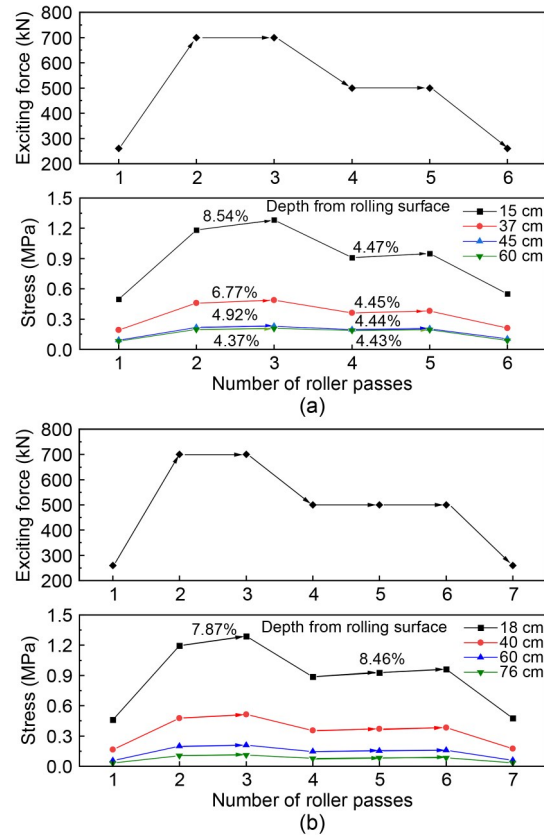 Exciting force (kN)
800
700
600
500
400
300
200
1 2 3 4 5 6
Stress (MPa)
1.5
1.2
0.9
0.6
0.3
0.0
Depth from rolling surface
15 cm
37 cm
45 cm
60 cm
8.54%
4.47%
6.77%
4.45%
4.92%
4.44%
4.37%
4.43%
1 2 3 4 5 6
Number of roller passes
(a)
Exciting force (kN)
800
700
600
500
400
300
200
1 2 3 4 5 6 7
Stress (MPa)
1.5
1.2
0.9
0.6
0.3
0.0
Depth from rolling surface
18 cm
40 cm
60 cm
76 cm
7.87%
8.46%
1 2 3 4 5 6 7
Number of roller passes
(b)